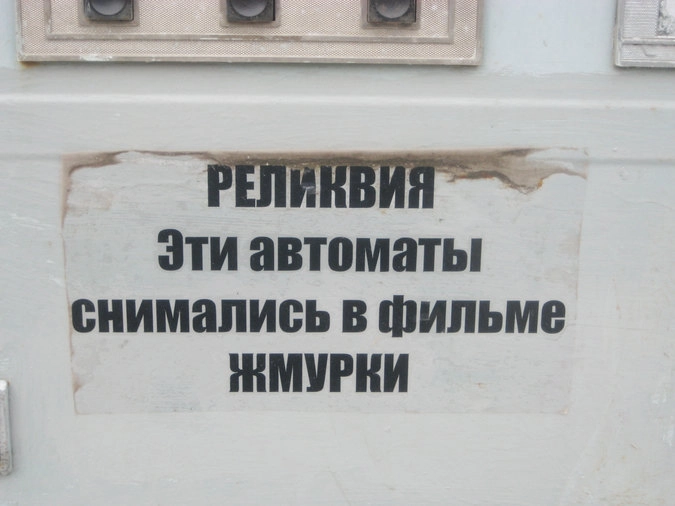 РЕЛИКВИЯ
Эти автоматы
снимались в фильме
ЖМУРКИ